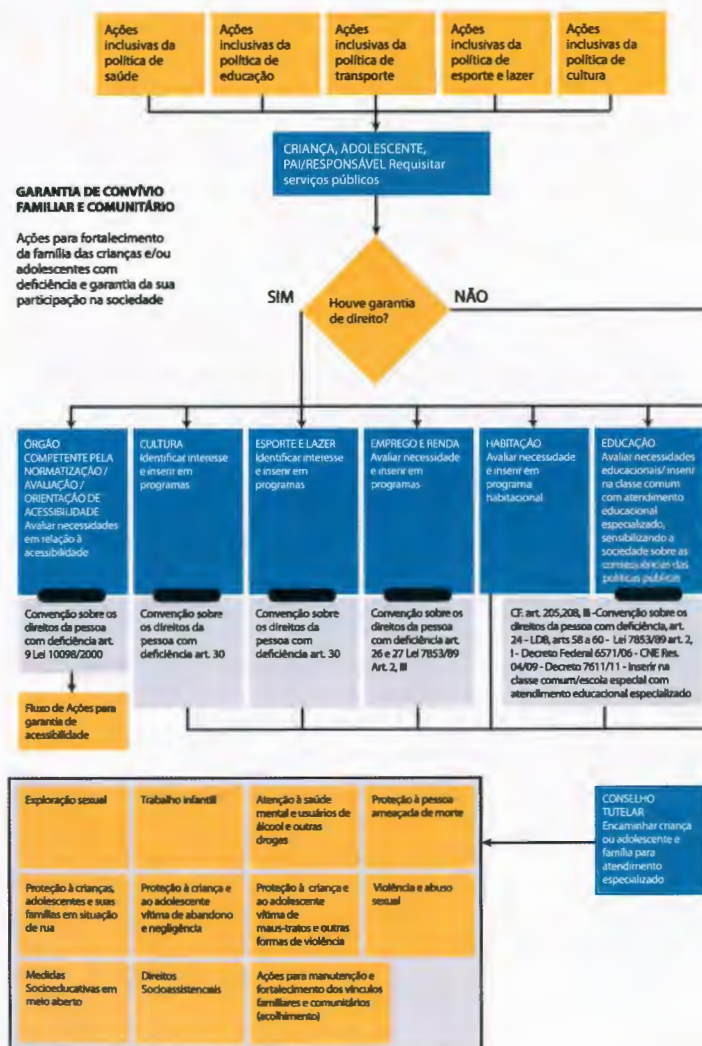 Ações
inclusivas da
política de
saúde
Ações
inclusivas da
política de
educação
Ações
inclusivas da
política de
transporte
Ações
inclusivas da
política de
esporte e lazer
Ações
inclusivas da
política de
cultura
CRIANÇA, ADOLESCENTE,
PAI/RESPONSÁVEL Requisitar
serviços públicos
GARANTIA DE CONVÍVIO
FAMILIAR E COMUNITÁRIO
Ações para fortalecimento
da família das crianças e/ou
adolescentes com
deficiência e garantia da sua
participação na sociedade
SIM
Houve garantia
de direito?
NÃO
ÓRGÃO
COMPETENTE PELA
NORMATIZAÇÃO /
AVALIAÇÃO /
ORIENTAÇÃO DE
ACESSIBILIDADE
Avaliar necessidades
em relação à
acessibilidade
CULTURA
Identificar interesse
e inserir em
programas
ESPORTE E LAZER
Identificar interesse
e inserir em
programas
EMPREGO E RENDA
Avaliar necessidade
e inserir em
programas
HABITAÇÃO
Avaliar necessidade
e inserir em
programa
habitacional
EDUCAÇÃO
Avaliar necessidades
educacionais/ inserir
na classe comum
com atendimento
educacional
especializado,
sensibilizando a
sociedade sobre as
consequências das
políticas públicas
Convenção sobre os
direitos da pessoa
com deficiência art.
9 Lei 10098/2000
Convenção sobre
os direitos da
pessoa com
deficiência art. 30
Convenção sobre
os direitos da
pessoa com
deficiência art. 30
Convenção sobre
os direitos da
pessoa com
deficiência art.
26 e 27 Lei 7853/89
Art. 2, III
CF. art. 205,208, III -Convenção sobre os
direitos da pessoa com deficiência, art.
24 - LDB, arts 58 a 60 - Lei 7853/89 art. 2,
I - Decreto Federal 6571/06 - CNE Res.
04/09 - Decreto 7611/11 - Inserir na
classe comum/escola especial com
atendimento educacional especializado
Fluxo de Ações para
garantia de
acessibilidade
Exploração sexual
Trabalho infantil
Atenção à saúde
mental e usuários de
álcool e outras
drogas
Proteção à pessoa
ameaçada de morte
CONSELHO
TUTELAR
Encaminhar criança
ou adolescente e
família para
atendimento
especializado
Proteção à crianças,
adolescentes e suas
famílias em situação
de rua
Proteção à criança e
ao adolescente
vítima de abandono
e negligência
Proteção à criança e
ao adolescente
vítima de
maus-tratos e outras
formas de violência
Violência e abuso
sexual
Medidas
Socioeducativas em
meio aberto
Direitos
Socioassistenciais
Ações para manutenção e
fortalecimento dos vínculos
familiares e comunitários
(acolhimento)